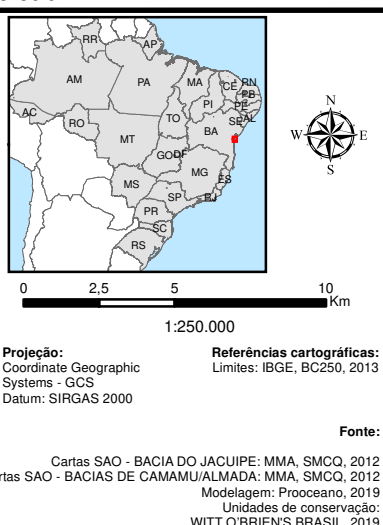 RR
AP
AM
PA
MA
CE
RN
PB
PE
AL
SE
PI
AC
RO
TO
BA
MT
GO
DF
MG
ES
MS
SP
RJ
PR
SC
RS
N
W
E
S
0 2,5 5 10
Km
1:250.000
Projeção:
Coordinate Geographic
Systems - GCS
Datum: SIRGAS 2000
Referências cartográficas:
Limites: IBGE, BC250, 2013
Fonte:
Cartas SAO - BACIA DO JACUIPE: MMA, SMCQ, 2012
Cartas SAO - BACIAS DE CAMAMU/ALMADA: MMA, SMCQ, 2012
Modelagem: Prooceano, 2019
Unidades de conservação:
WITT O'BRIEN'S BRASIL, 2019